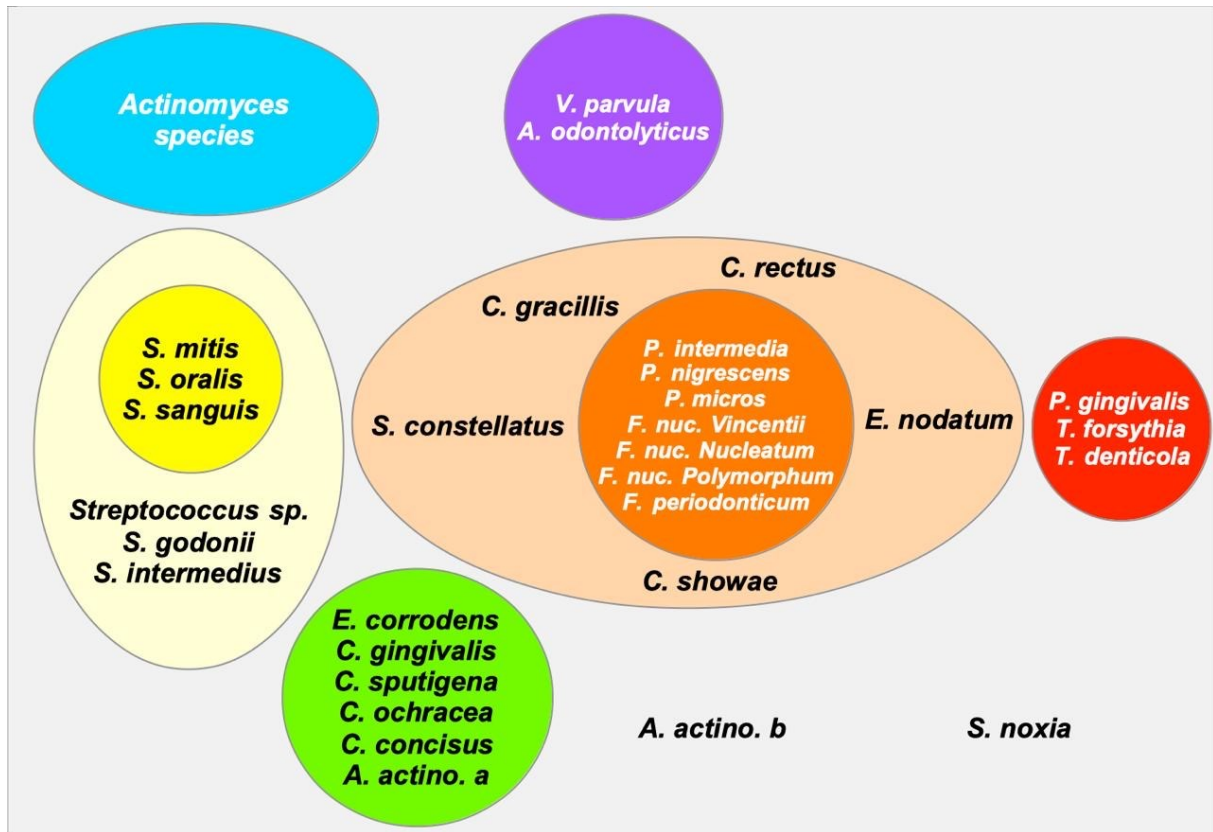 Actinomyces
species
V. parvula
A. odontolyticus
S. mitis
S. oralis
S. sanguis
Streptococcus sp.
S. godonii
S. intermedius
C. rectus
C. gracillis
S. constellatus
P. intermedia
P. nigrescens
P. micros
F. nuc. Vincentii
F. nuc. Nucleatum
F. nuc. Polymorphum
F. periodonticum
E. nodatum
C. showae
P. gingivalis
T. forsythia
T. denticola
E. corrodens
C. gingivalis
C. sputigena
C. ochracea
C. concisus
A. actino. a
A. actino. b
S. noxia